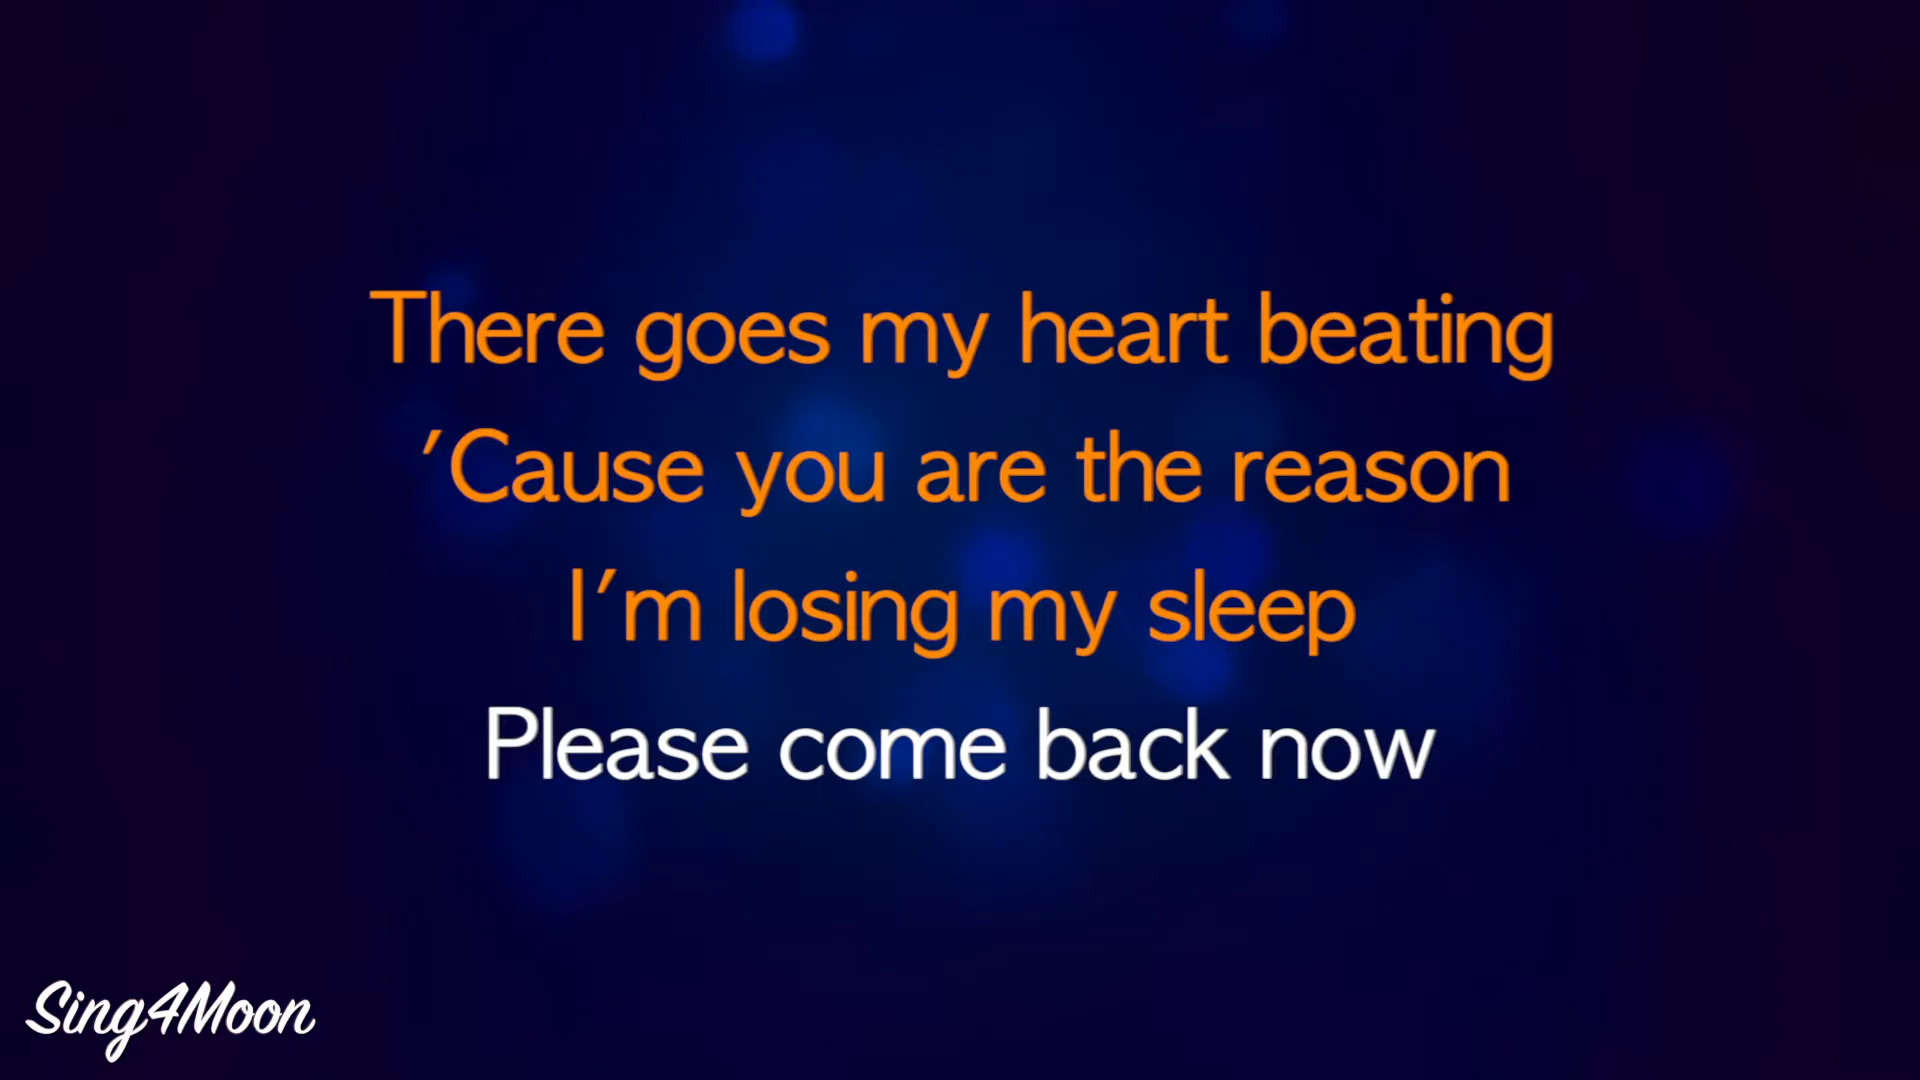 There goes my heart beating
'Cause you are the reason
I'm losing my sleep
Please come back now
Sing4Moon